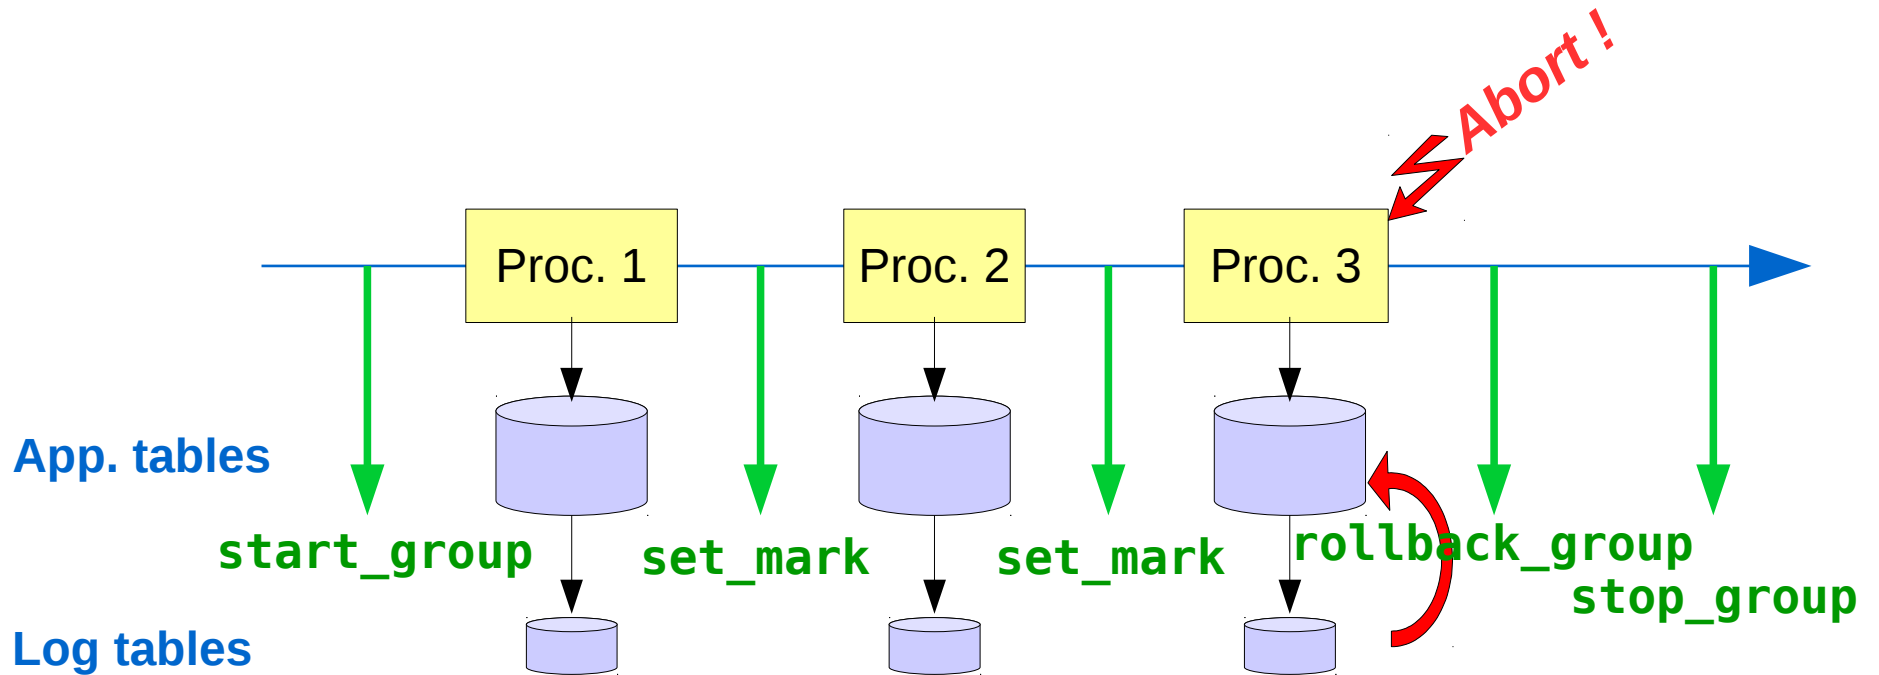 Abort !
Proc. 1
Proc. 2
Proc. 3
App. tables
start_group
set_mark
set_mark
rollback_group
stop_group
Log tables